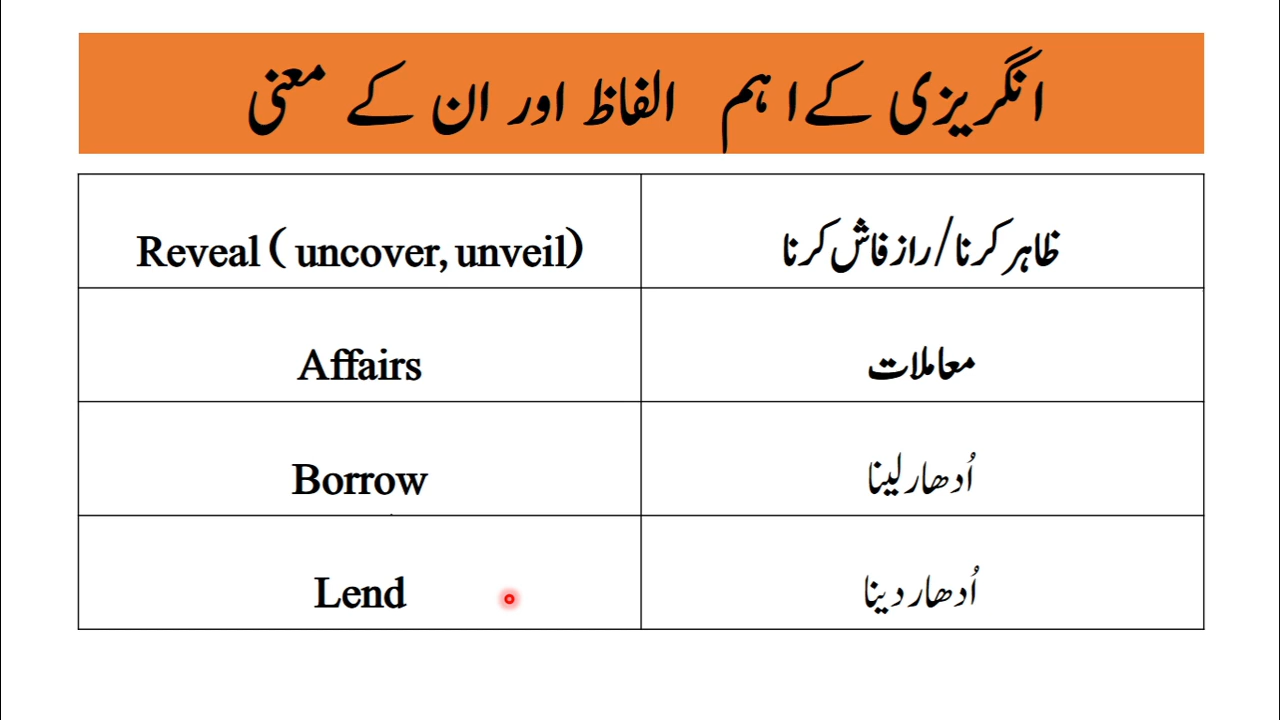 انگریزی کے اہم الفاظ اور ان کے معنی
Reveal ( uncover, unveil) ظاہر کرنا/راز فاش کرنا
Affairs معاملات
Borrow اُدھار لینا
Lend اُدھار دینا